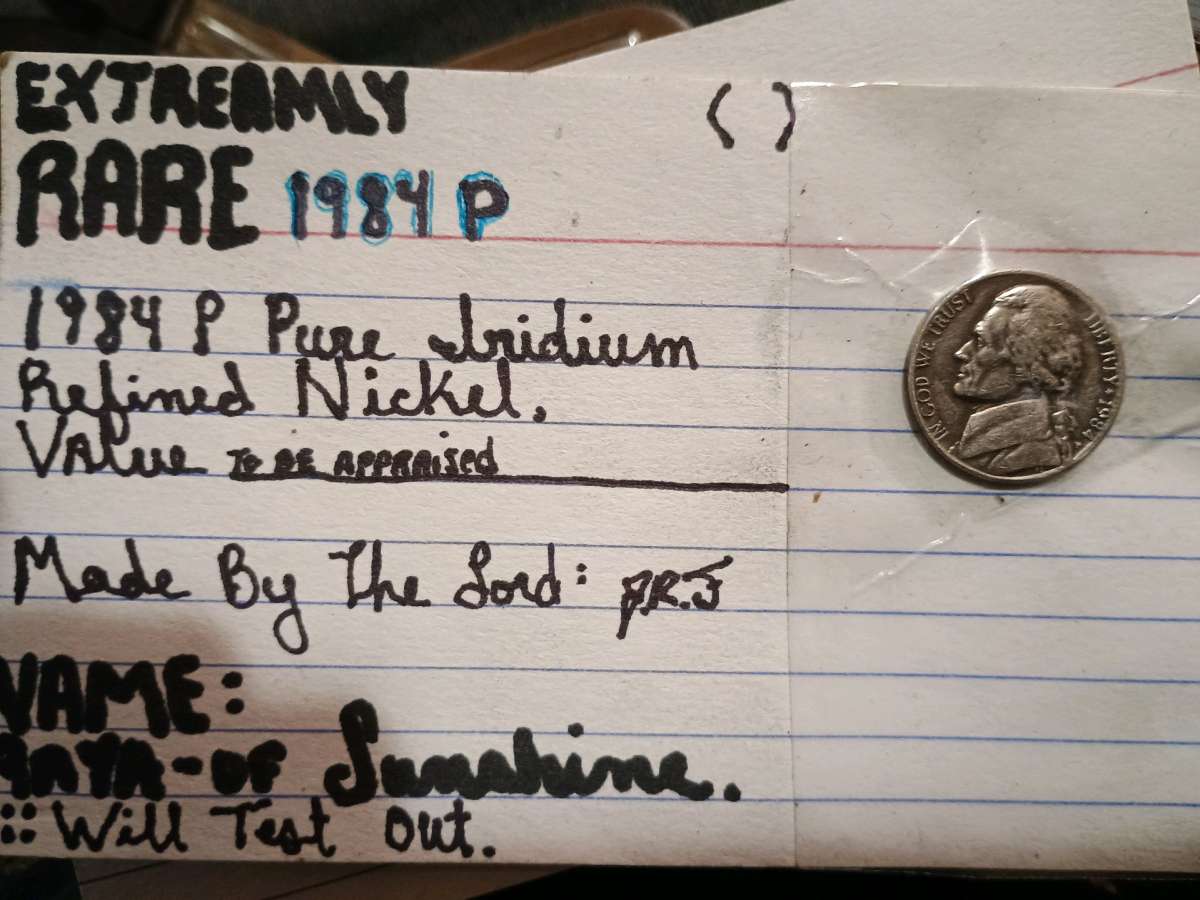 EXTREAMLY
( )
RARE 1984 P
1984 P Pure Iridium
Refined Nickel.
Value TO BE APPRAISED
Made By The Lord: J.R.J
NAME:
-OF Sunshine.
:: Will Test Out.
IN GOD WE TRUST
LIBERTY 1984